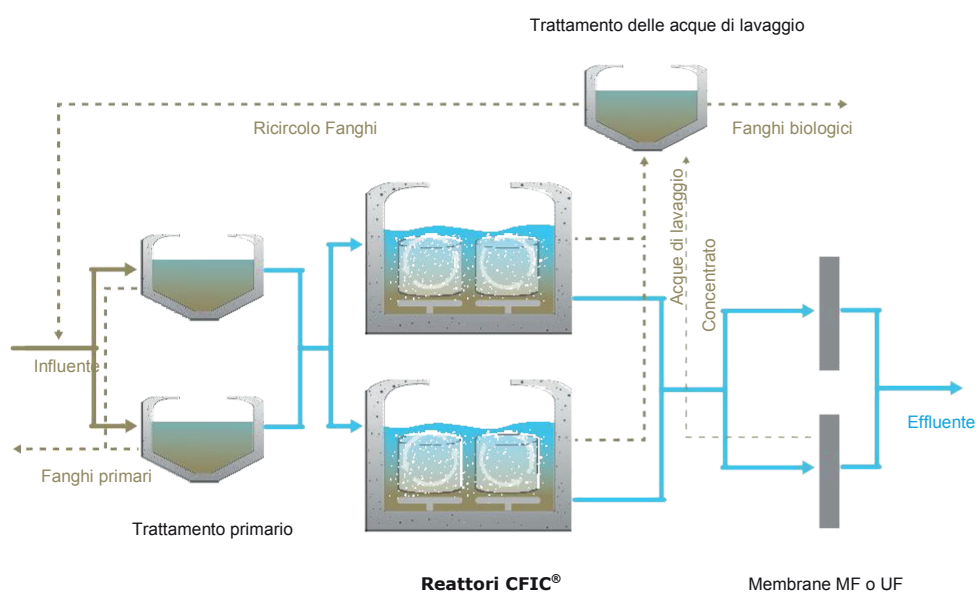 Trattamento delle acque di lavaggio
Ricircolo Fanghi
Fanghi biologici
Acque di lavaggio
Concentrato
Influente
Effluente
Fanghi primari
Trattamento primario
Reattori CFIC®
Membrane MF o UF